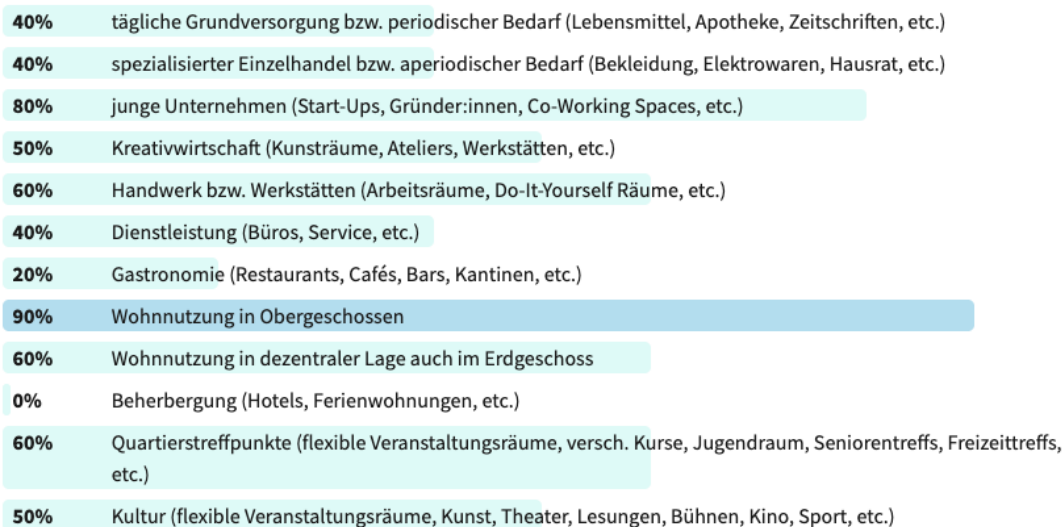 40% tägliche Grundversorgung bzw. periodischer Bedarf (Lebensmittel, Apotheke, Zeitschriften, etc.)
40% spezialisierter Einzelhandel bzw. aperiodischer Bedarf (Bekleidung, Elektrowaren, Hausrat, etc.)
80% junge Unternehmen (Start-Ups, Gründer:innen, Co-Working Spaces, etc.)
50% Kreativwirtschaft (Kunsträume, Ateliers, Werkstätten, etc.)
60% Handwerk bzw. Werkstätten (Arbeitsräume, Do-It-Yourself Räume, etc.)
40% Dienstleistung (Büros, Service, etc.)
20% Gastronomie (Restaurants, Cafés, Bars, Kantinen, etc.)
90% Wohnnutzung in Obergeschossen
60% Wohnnutzung in dezentraler Lage auch im Erdgeschoss
0% Beherbergung (Hotels, Ferienwohnungen, etc.)
60% Quartierstreffpunkte (flexible Veranstaltungsräume, versch. Kurse, Jugendraum, Seniorentreffs, Freizeittreffs,
etc.)
50% Kultur (flexible Veranstaltungsräume, Kunst, Theater, Lesungen, Bühnen, Kino, Sport, etc.)